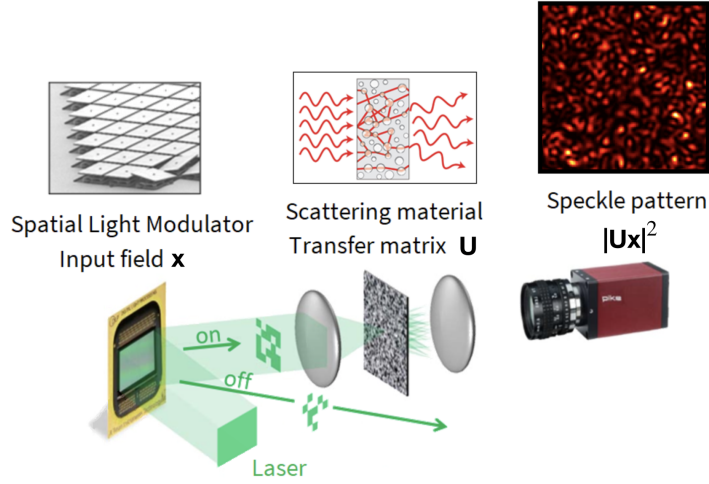 Spatial Light Modulator
Input field x
Scattering material
Transfer matrix U
Speckle pattern
|Ux|²
on
off
Laser
pike